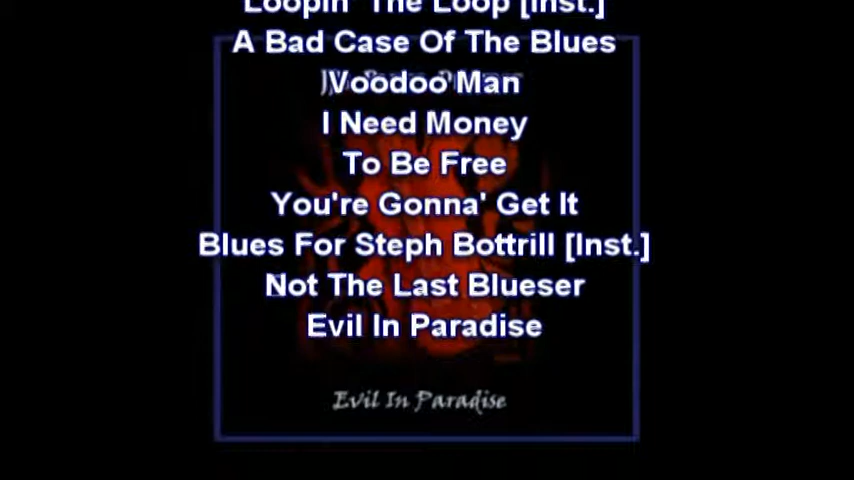 Loopin' The Loop [Inst.]
A Bad Case Of The Blues
Voodoo Man
I Need Money
To Be Free
You're Gonna' Get It
Blues For Steph Bottrill [Inst.]
Not The Last Blueser
Evil In Paradise
Evil In Paradise